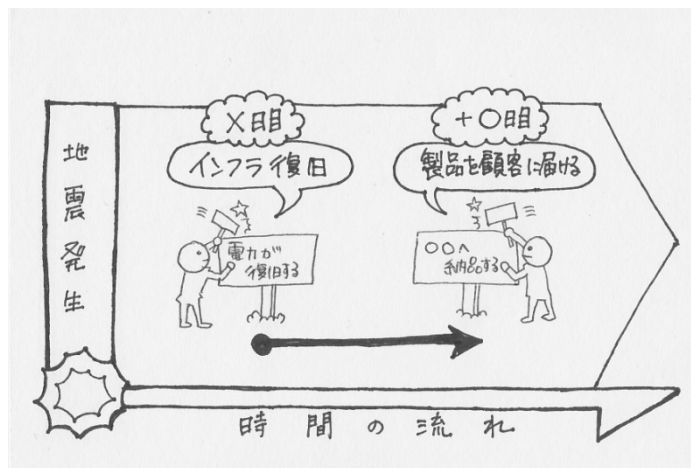 地震発生
X日目
インフラ復旧
電力が
復旧する
+〇日目
製品を顧客に届ける
〇〇へ
納品する
時間の流れ